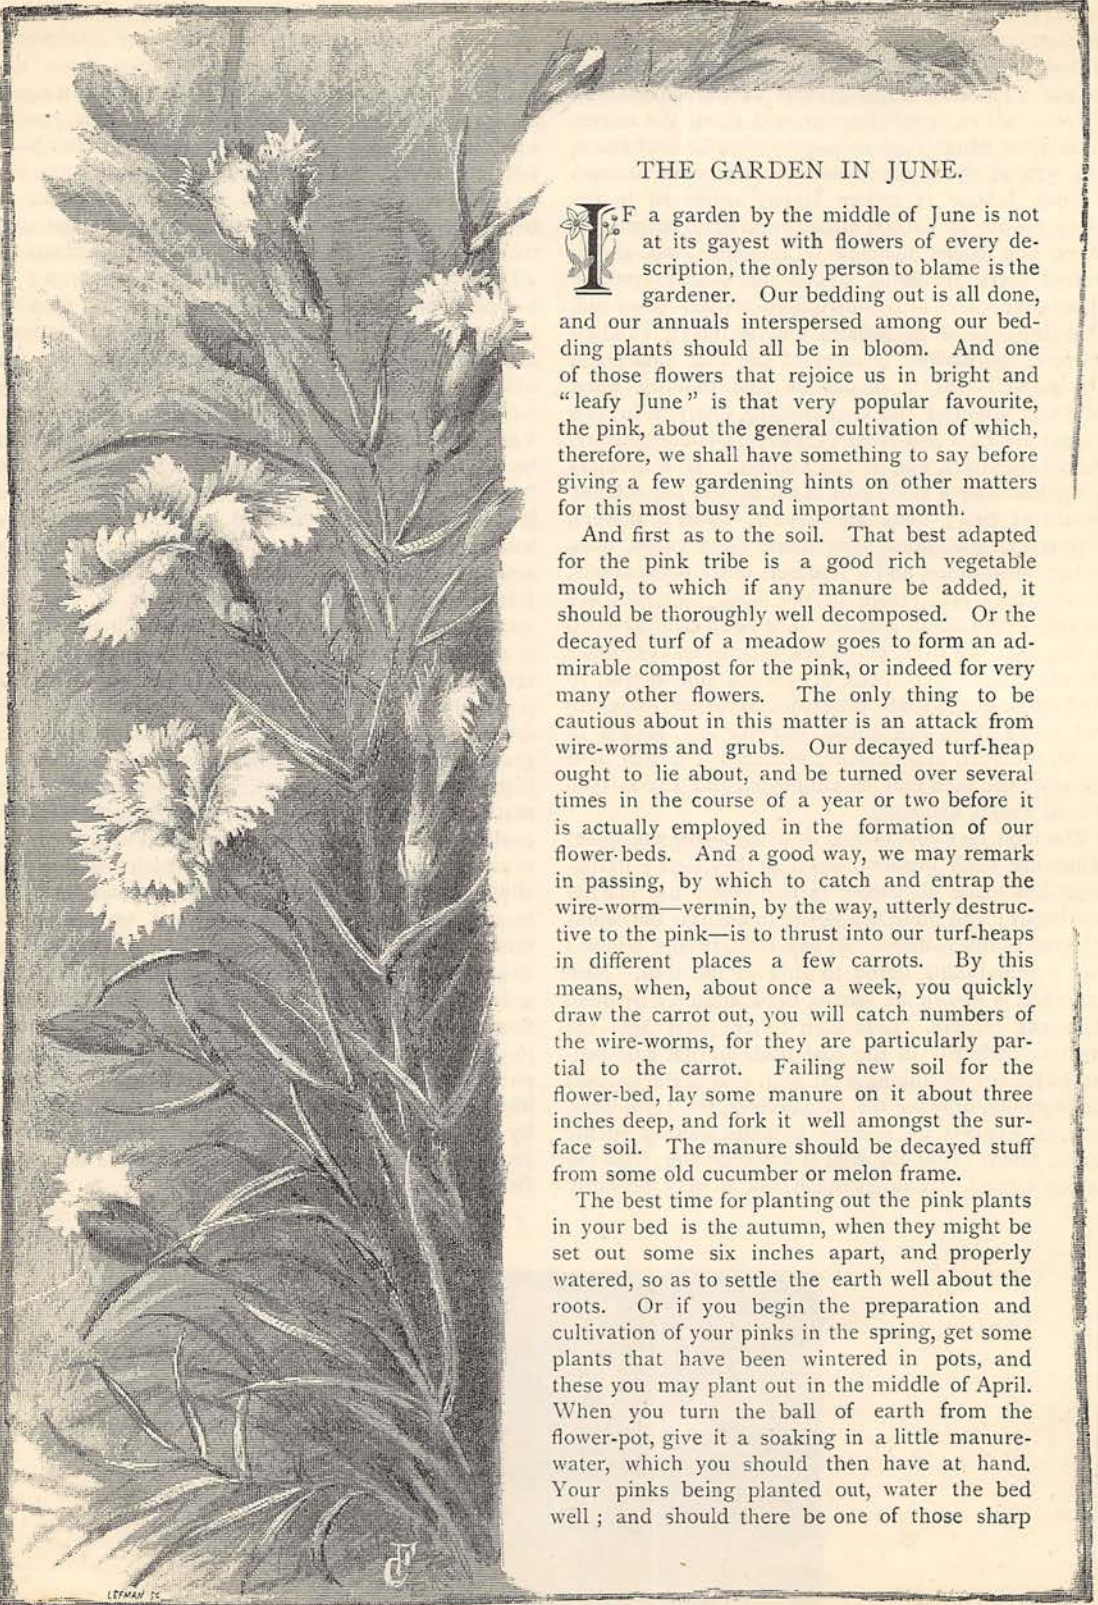 THE GARDEN IN JUNE.
IF a garden by the middle of June is not
at its gayest with flowers of every de-
scription, the only person to blame is the
gardener. Our bedding out is all done,
and our annuals interspersed among our bed-
ding plants should all be in bloom. And one
of those flowers that rejoice us in bright and
“leafy June” is that very popular favourite,
the pink, about the general cultivation of which,
therefore, we shall have something to say before
giving a few gardening hints on other matters
for this most busy and important month.
And first as to the soil. That best adapted
for the pink tribe is a good rich vegetable
mould, to which if any manure be added, it
should be thoroughly well decomposed. Or the
decayed turf of a meadow goes to form an ad-
mirable compost for the pink, or indeed for very
many other flowers. The only thing to be
cautious about in this matter is an attack from
wire-worms and grubs. Our decayed turf-heap
ought to lie about, and be turned over several
times in the course of a year or two before it
is actually employed in the formation of our
flower-beds. And a good way, we may remark
in passing, by which to catch and entrap the
wire-worm—vermin, by the way, utterly destruc-
tive to the pink—is to thrust into our turf-heaps
in different places a few carrots. By this
means, when, about once a week, you quickly
draw the carrot out, you will catch numbers of
the wire-worms, for they are particularly par-
tial to the carrot. Failing new soil for the
flower-bed, lay some manure on it about three
inches deep, and fork it well amongst the sur-
face soil. The manure should be decayed stuff
from some old cucumber or melon frame.
The best time for planting out the pink plants
in your bed is the autumn, when they might be
set out some six inches apart, and properly
watered, so as to settle the earth well about the
roots. Or if you begin the preparation and
cultivation of your pinks in the spring, get some
plants that have been wintered in pots, and
these you may plant out in the middle of April.
When you turn the ball of earth from the
flower-pot, give it a soaking in a little manure-
water, which you should then have at hand.
Your pinks being planted out, water the bed
well ; and should there be one of those sharp
LEFMAN Sc